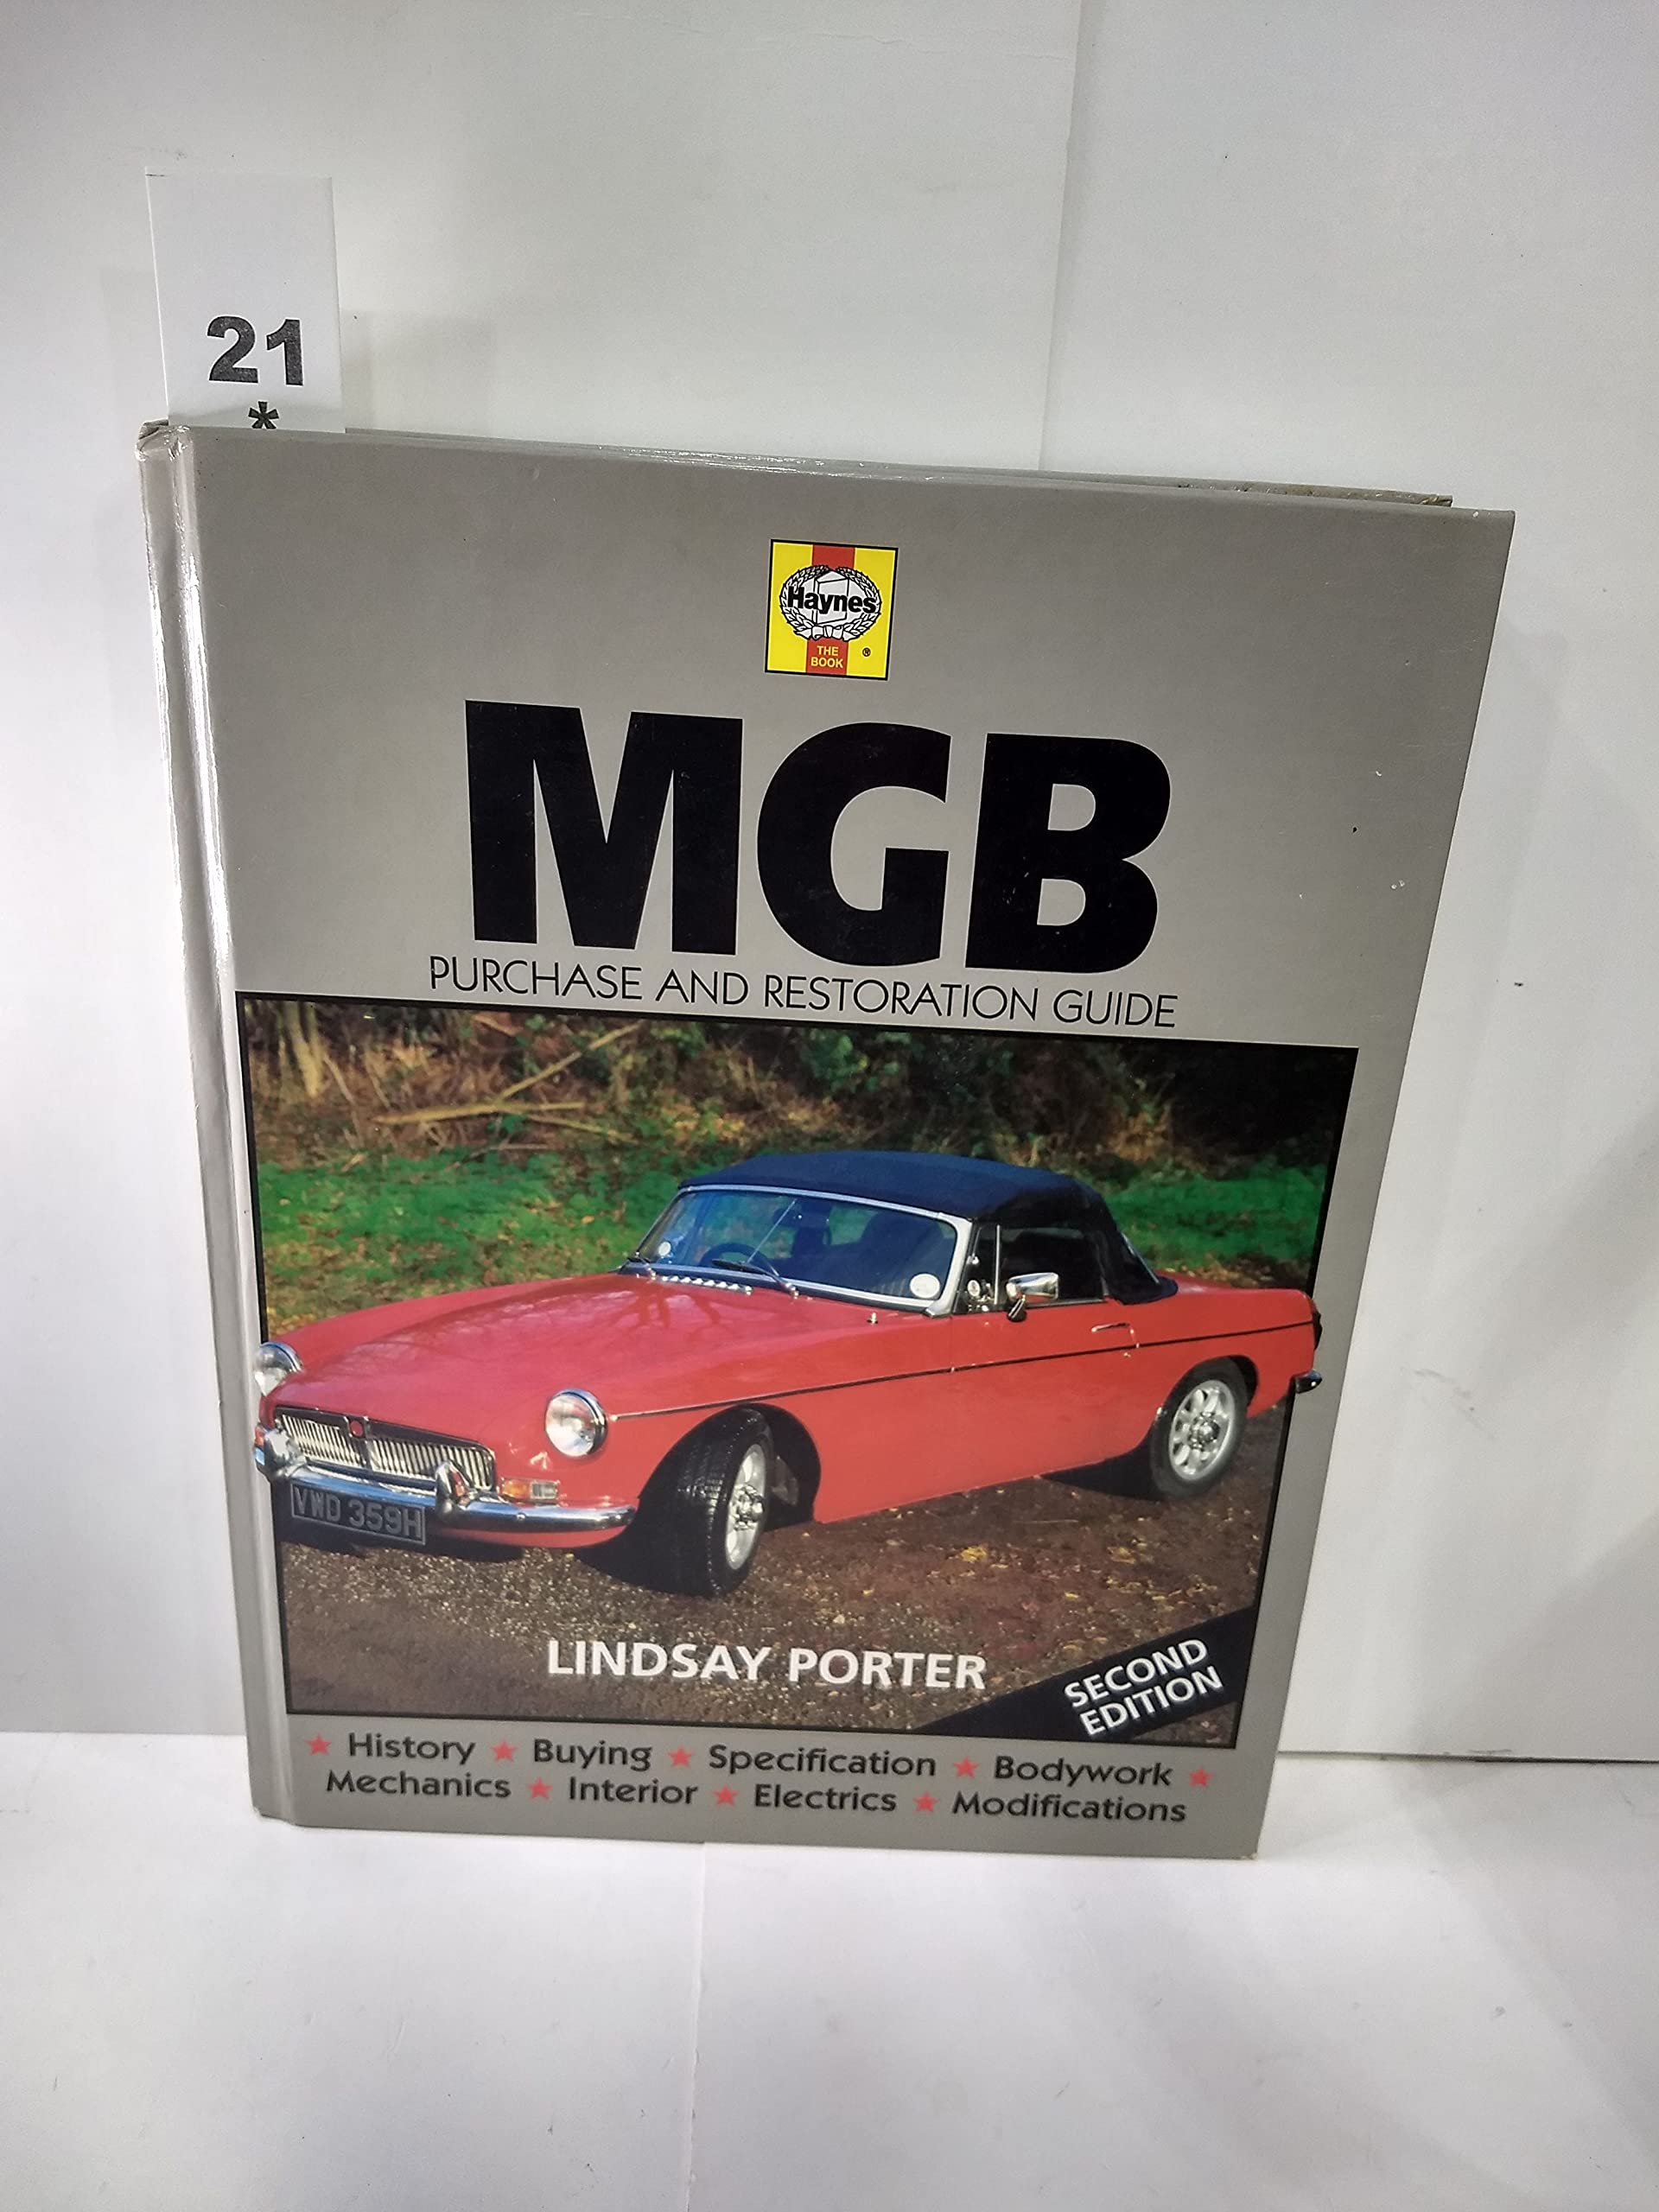 21
*
Haynes
THE
BOOK ®
MGB
PURCHASE AND RESTORATION GUIDE
VWD 359H
LINDSAY PORTER
SECOND
EDITION
★ History ★ Buying ★ Specification ★ Bodywork ★
Mechanics ★ Interior ★ Electrics ★ Modifications